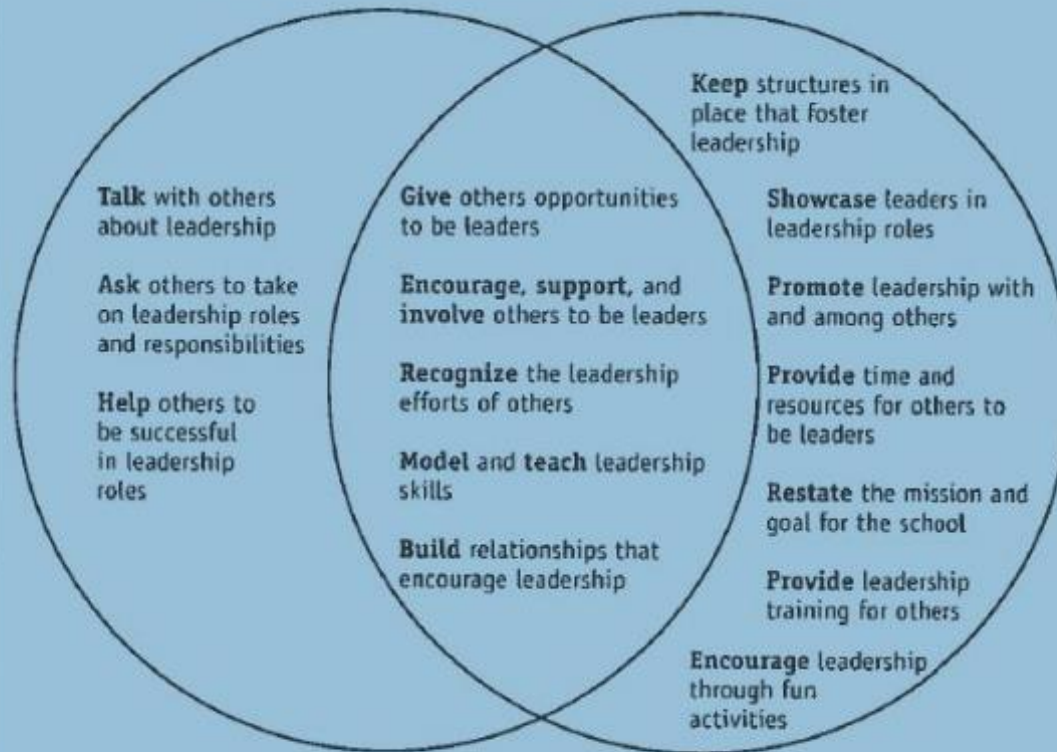 Talk with others
about leadership
Ask others to take
on leadership roles
and responsibilities
Help others to
be successful
in leadership
roles
Give others opportunities
to be leaders
Encourage, support, and
involve others to be leaders
Recognize the leadership
efforts of others
Model and teach leadership
skills
Build relationships that
encourage leadership
Keep structures in
place that foster
leadership
Showcase leaders in
leadership roles
Promote leadership with
and among others
Provide time and
resources for others to
be leaders
Restate the mission and
goal for the school
Provide leadership
training for others
Encourage leadership
through fun
activities